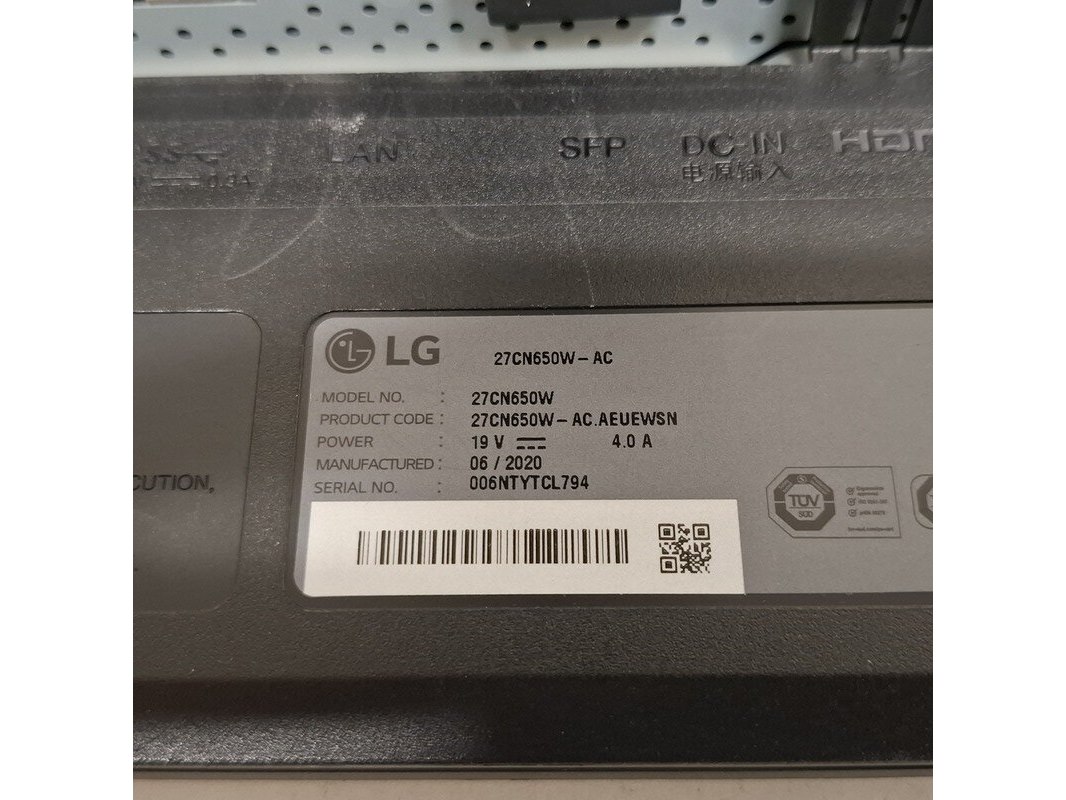 LAN
SFP
DC-IN
电源输入
LG
27CN650W-AC
MODEL NO. : 27CN650W
PRODUCT CODE : 27CN650W-AC.AEUEWSN
POWER : 19 V 4.0 A
MANUFACTURED : 06 / 2020
SERIAL NO. : 006NTYTCL794
CUTION,
TÜV
SÜD